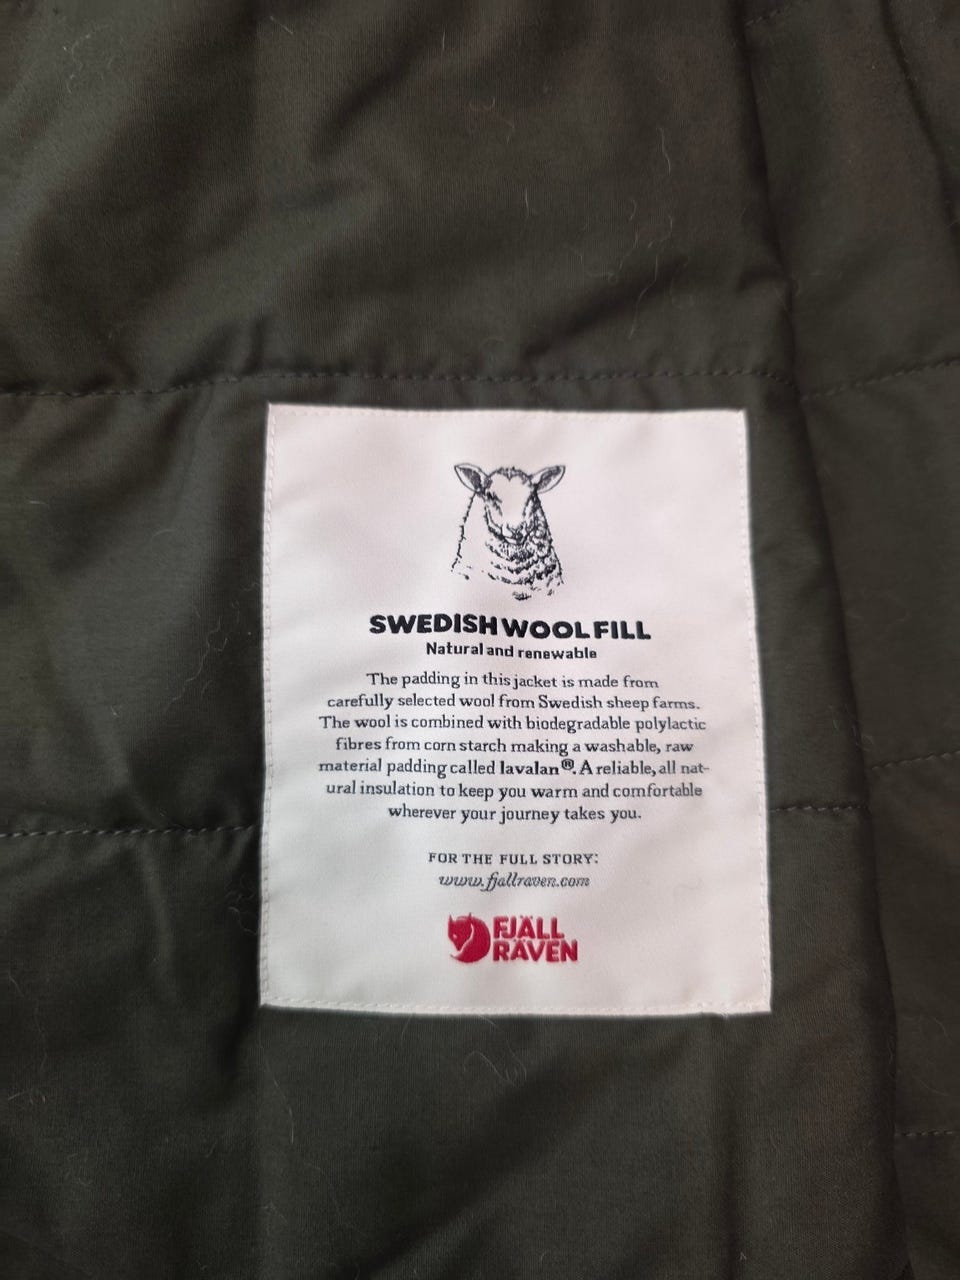 SWEDISH WOOL FILL
Natural and renewable
The padding in this jacket is made from
carefully selected wool from Swedish sheep farms.
The wool is combined with biodegradable polylactic
fibres from corn starch making a washable, raw
material padding called lavalan®. A reliable, all nat-
ural insulation to keep you warm and comfortable
wherever your journey takes you.
FOR THE FULL STORY:
www.fjallraven.com
FJÄLL
RÄVEN